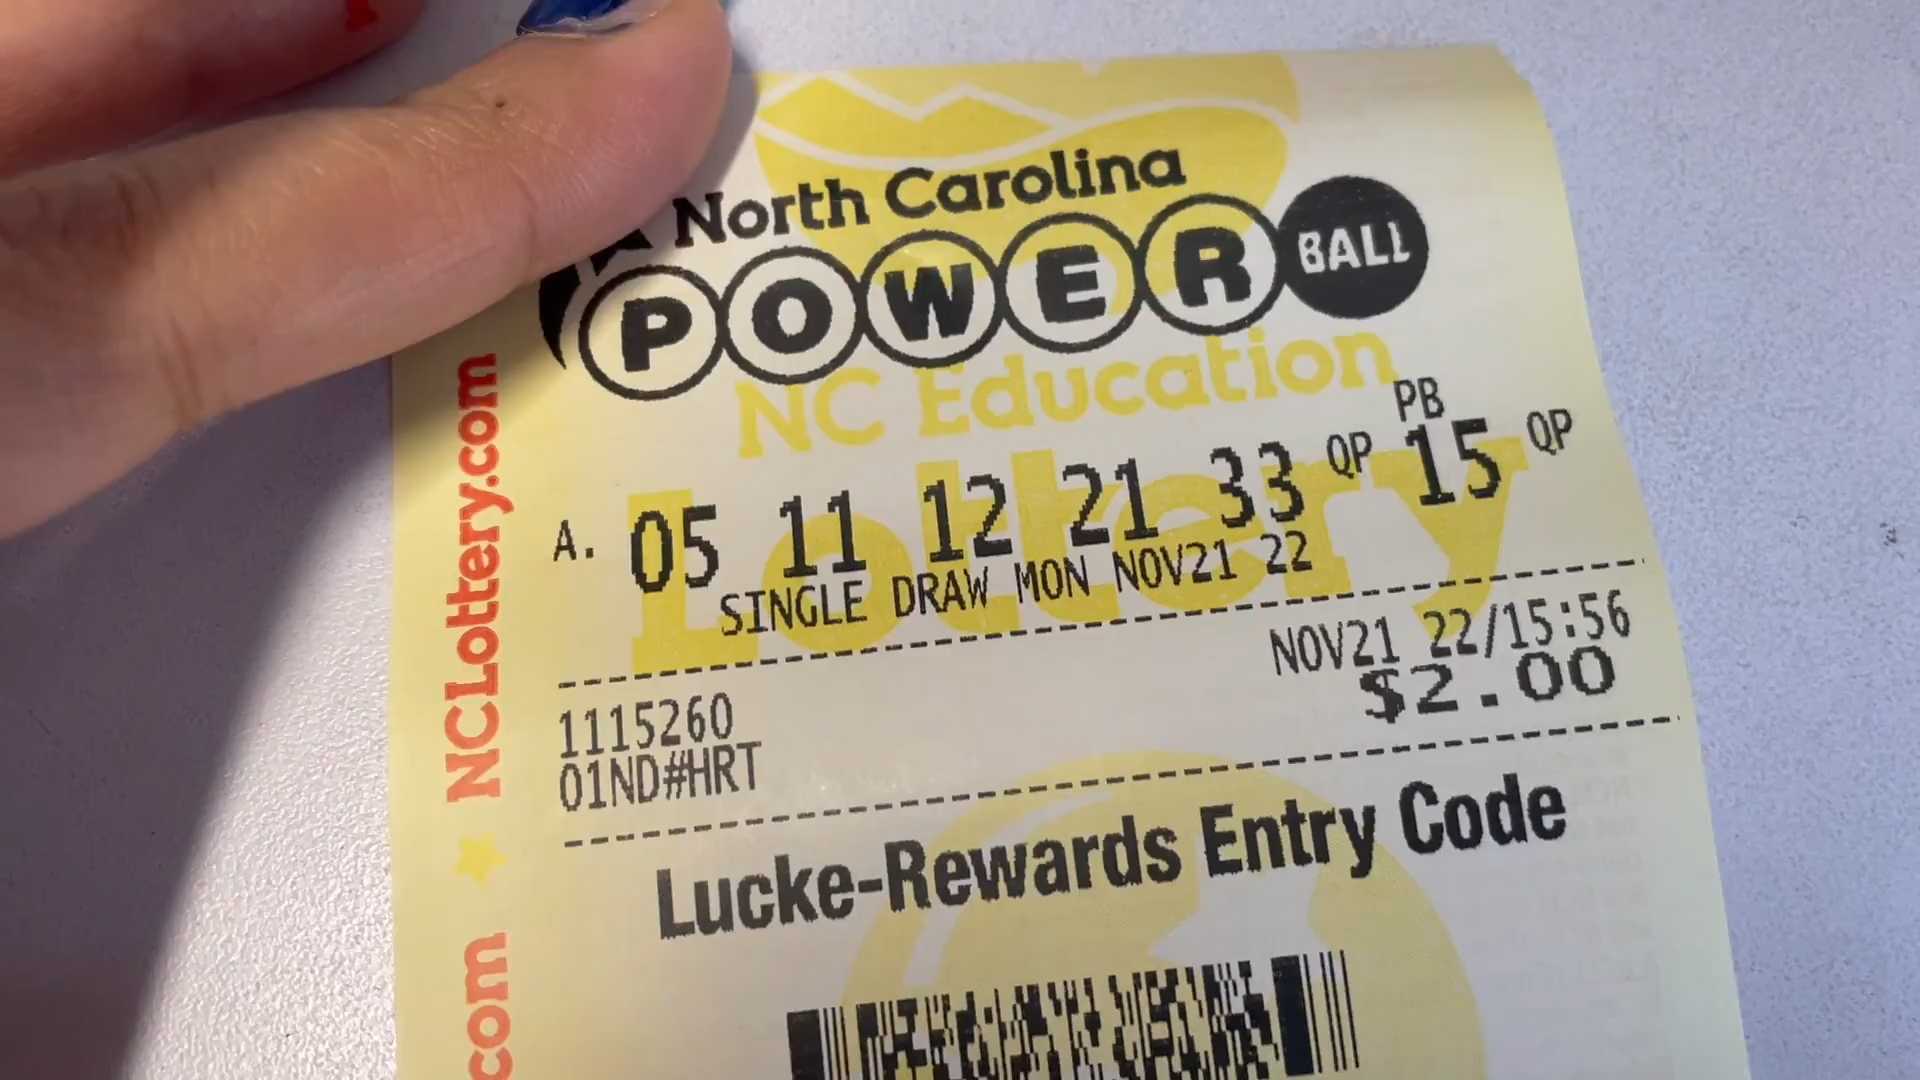 North Carolina
POWERBALL
NC Education
Lottery
PB
A. 05 11 12 21 33 QP 15 QP
SINGLE DRAW MON NOV21 22
NOV21 22/15:56
1115260 $2.00
01ND#HRT
Lucke-Rewards Entry Code
NCLottery.com
.com